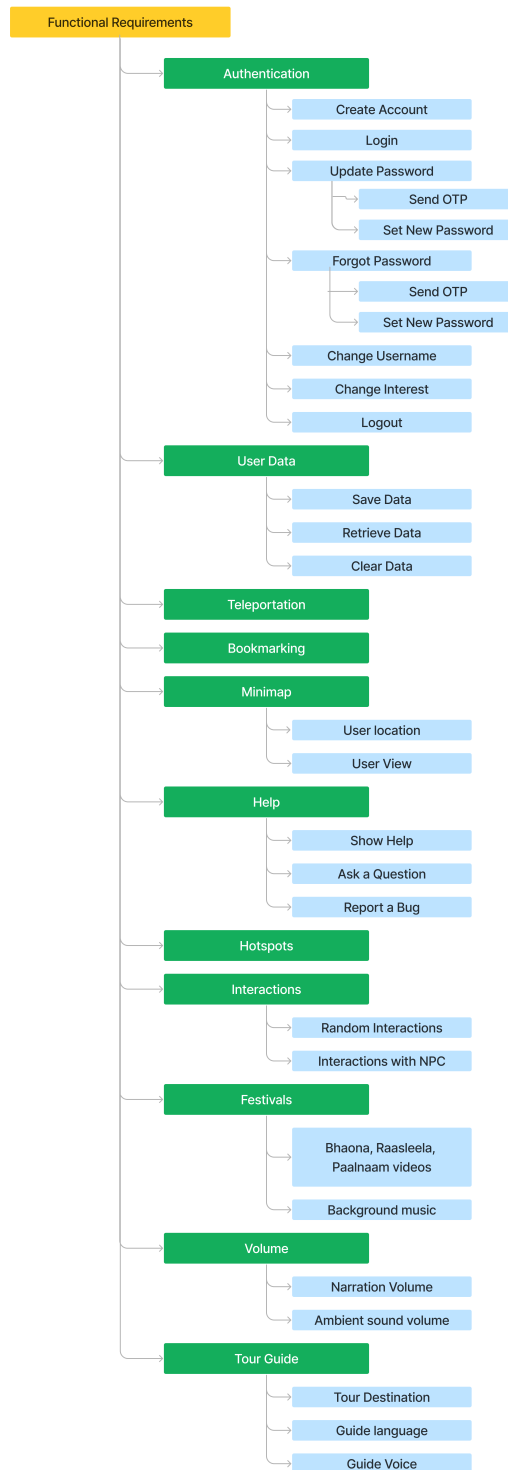 Functional Requirements
Authentication
Create Account
Login
Update Password
Send OTP
Set New Password
Forgot Password
Send OTP
Set New Password
Change Username
Change Interest
Logout
User Data
Save Data
Retrieve Data
Clear Data
Teleportation
Bookmarking
Minimap
User location
User View
Help
Show Help
Ask a Question
Report a Bug
Hotspots
Interactions
Random Interactions
Interactions with NPC
Festivals
Bhaona, Raasleela,
Paalnaam videos
Background music
Volume
Narration Volume
Ambient sound volume
Tour Guide
Tour Destination
Guide language
Guide Voice